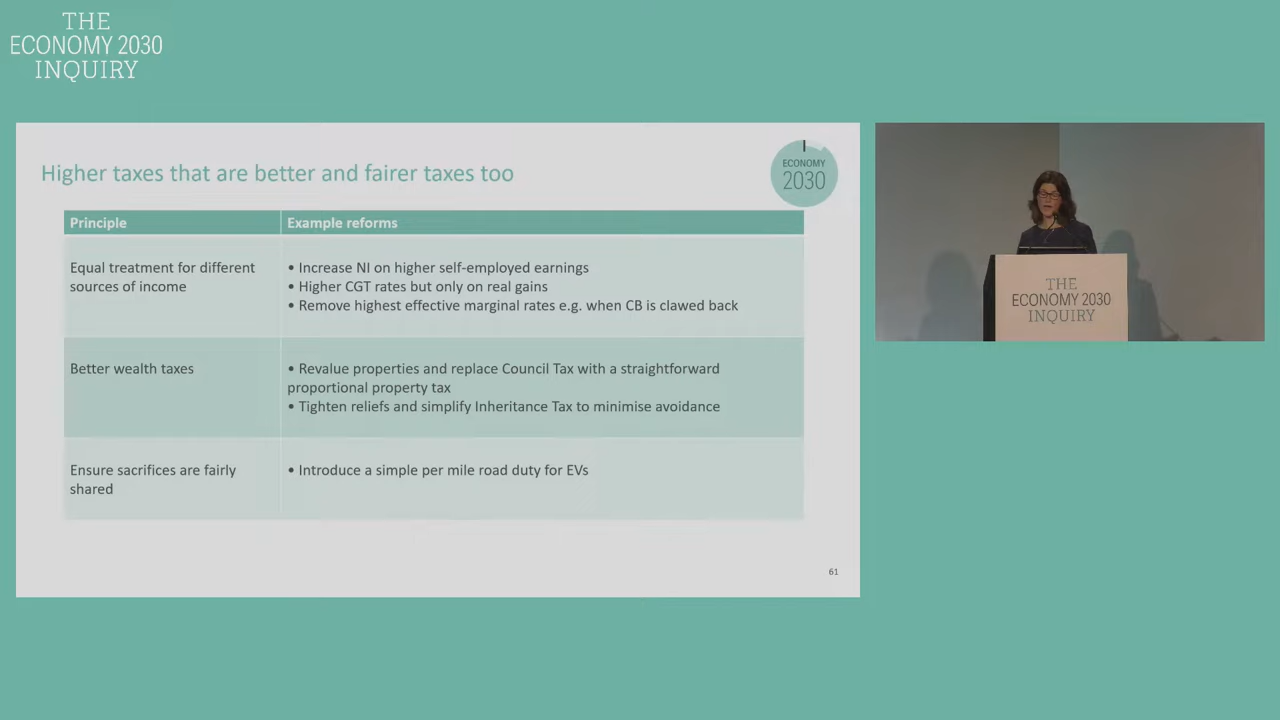 THE
ECONOMY 2030
INQUIRY
Higher taxes that are better and fairer taxes too
ECONOMY
2030
Principle
Example reforms
Equal treatment for different
sources of income
• Increase NI on higher self-employed earnings
• Higher CGT rates but only on real gains
• Remove highest effective marginal rates e.g. when CB is clawed back
Better wealth taxes
• Revalue properties and replace Council Tax with a straightforward
proportional property tax
• Tighten reliefs and simplify Inheritance Tax to minimise avoidance
Ensure sacrifices are fairly
shared
• Introduce a simple per mile road duty for EVs
61
THE
ECONOMY 2030
INQUIRY